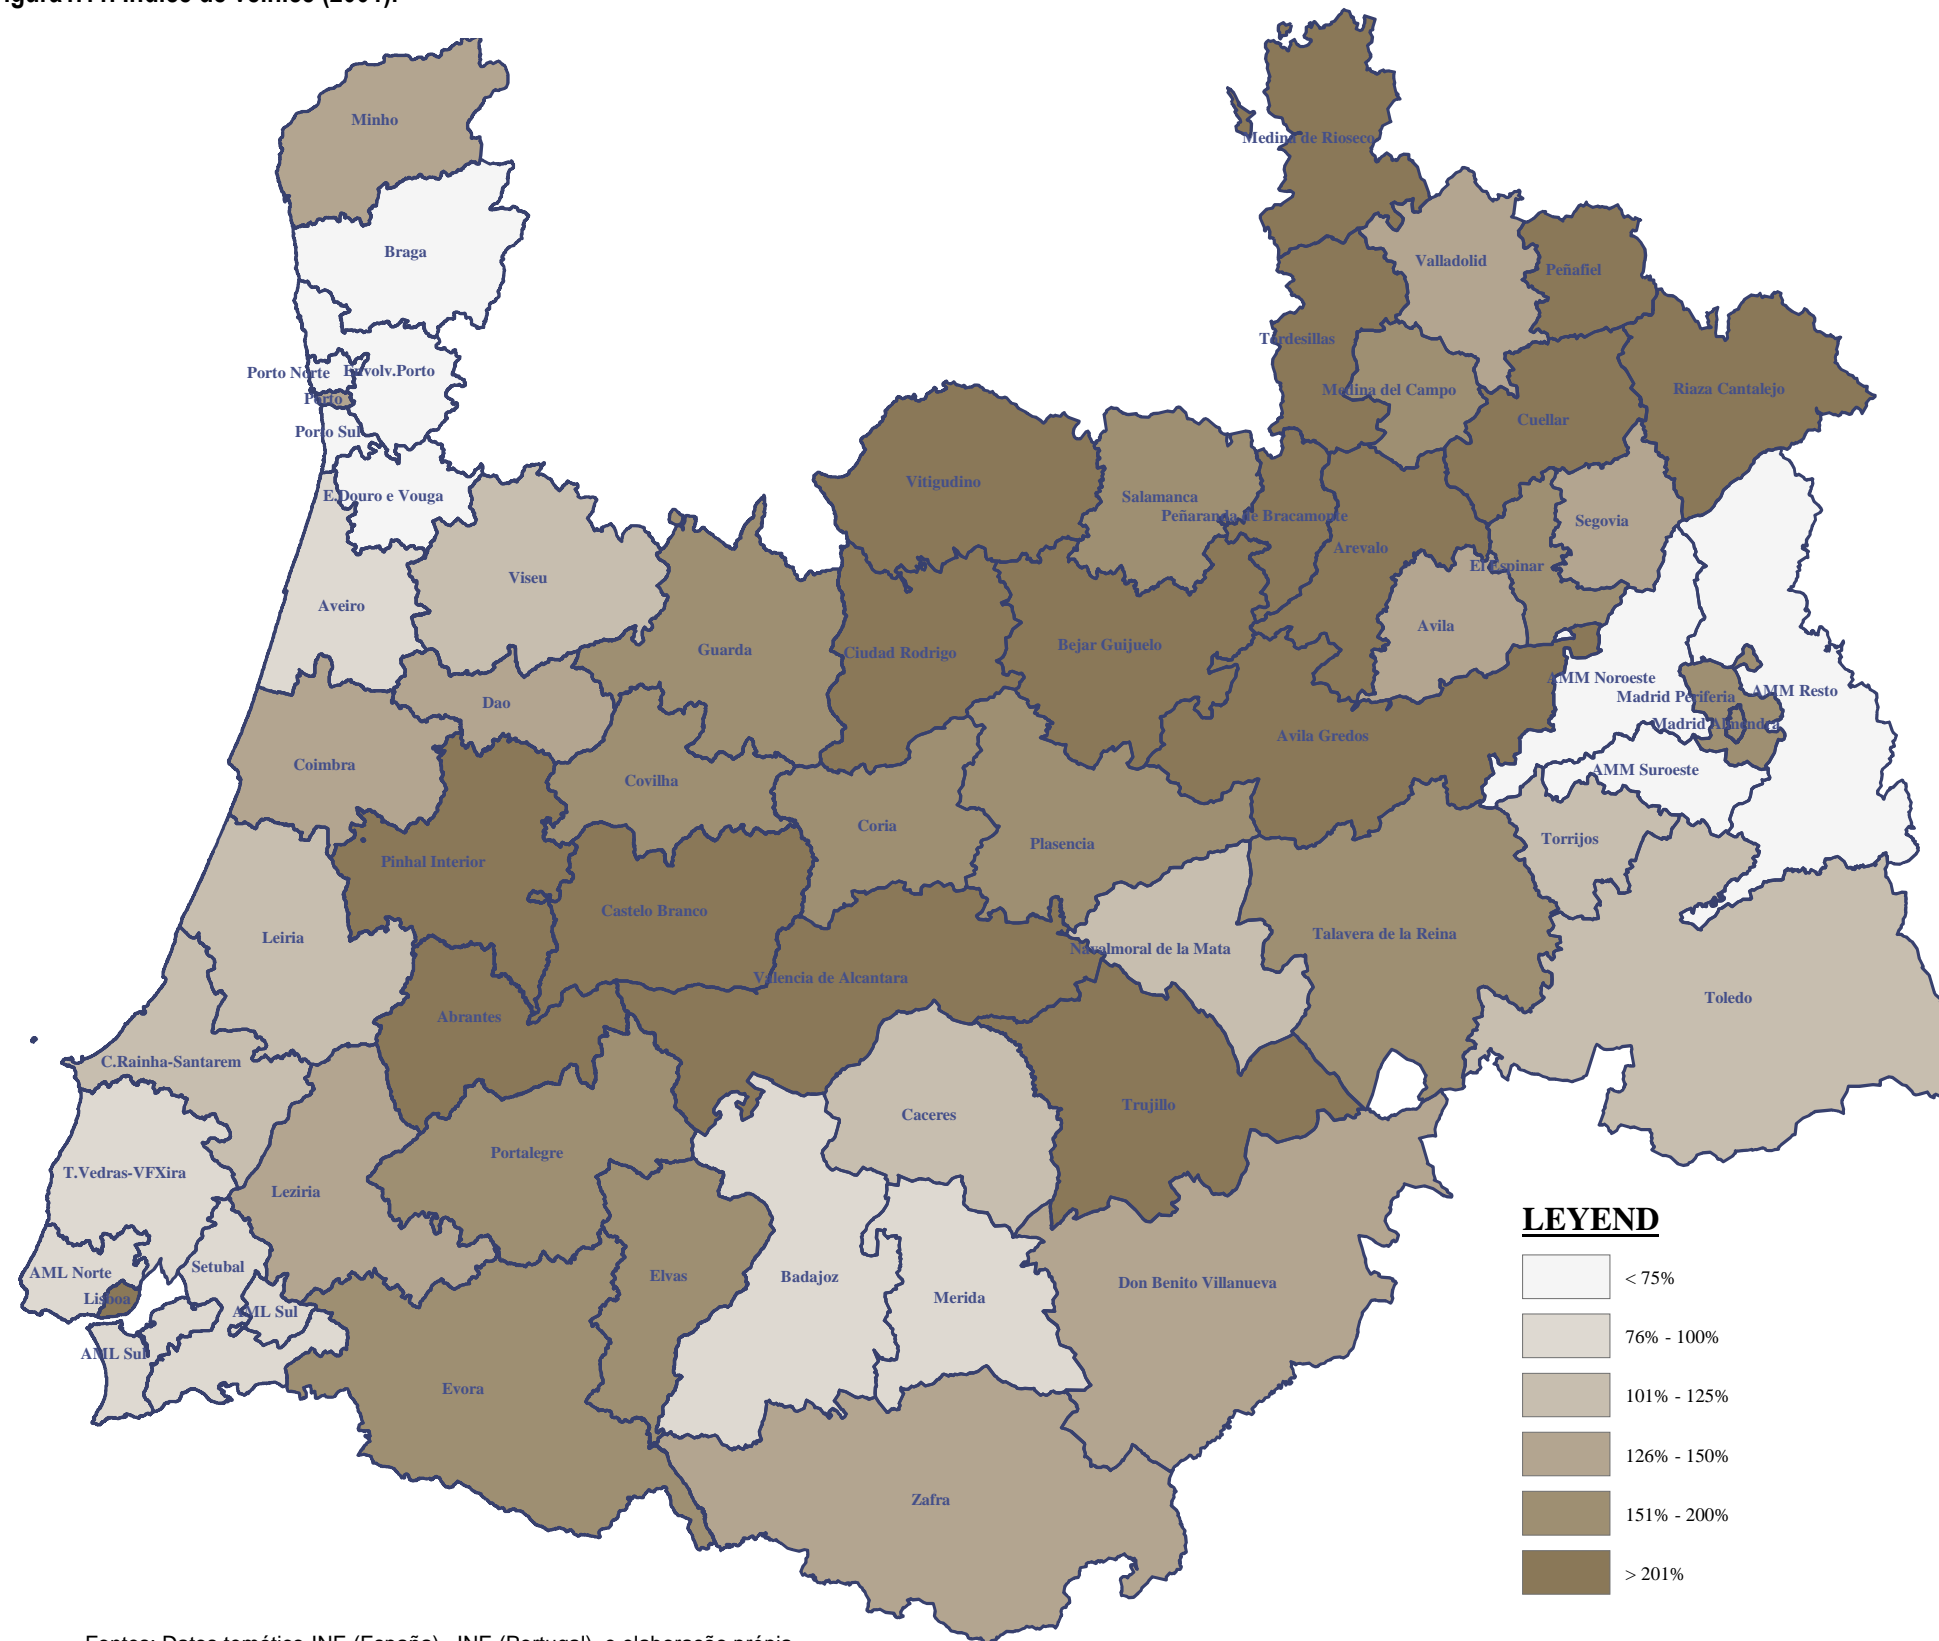 Minho
Medina de Rioseco
Braga
Valladolid
Peñafiel
Tordesillas
Porto Norte
Envolv.Porto
Medina del Campo
Riaza Cantalejo
Porto
Cuellar
Porto Sul
Vitigudino
E.Douro e Vouga
Salamanca
Peñaranda de Bracamonte
Segovia
Arevalo
El Espinar
Viseu
Aveiro
Avila
Bejar Guijuelo
Guarda
Ciudad Rodrigo
AMM Noroeste
AMM Resto
Madrid Periferia
Dao
Madrid Almendra
Avila Gredos
Coimbra
AMM Suroeste
Covilha
Coria
Torrijos
Plasencia
Pinhal Interior
Castelo Branco
Talavera de la Reina
Leiria
Navalmoral de la Mata
Valencia de Alcantara
Toledo
Abrantes
C.Rainha-Santarem
Trujillo
Caceres
Portalegre
T.Vedras-VFXira
Leziria
Setubal
AML Norte
Elvas
Badajoz
Don Benito Villanueva
Lisboa
Merida
AML Sul
AML Sul
Evora
Zafra
LEYEND
< 75%
76% - 100%
101% - 125%
126% - 150%
151% - 200%
> 201%